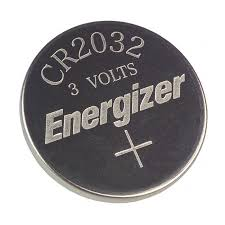 CR2032
3 VOLTS
Energizer
+